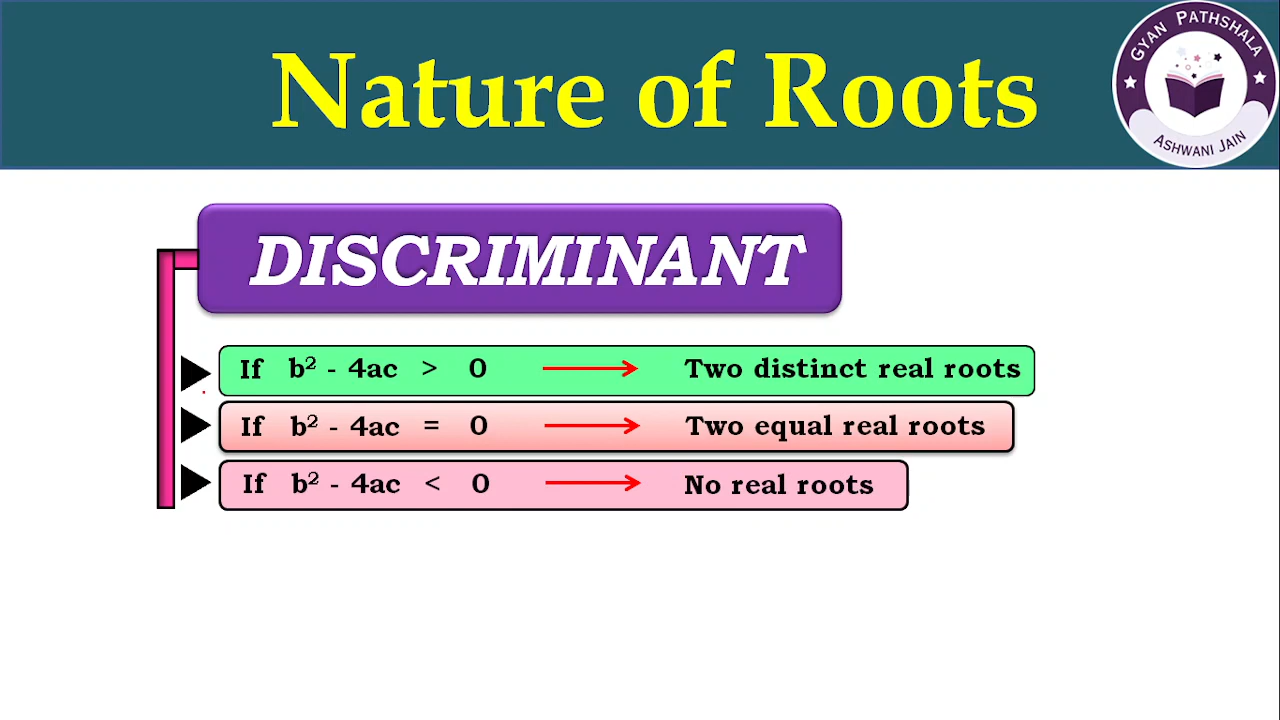 Nature of Roots
GYAN PATHSHALA
ASHWANI JAIN
DISCRIMINANT
If b² - 4ac > 0 ⟶ Two distinct real roots
If b² - 4ac = 0 ⟶ Two equal real roots
If b² - 4ac < 0 ⟶ No real roots